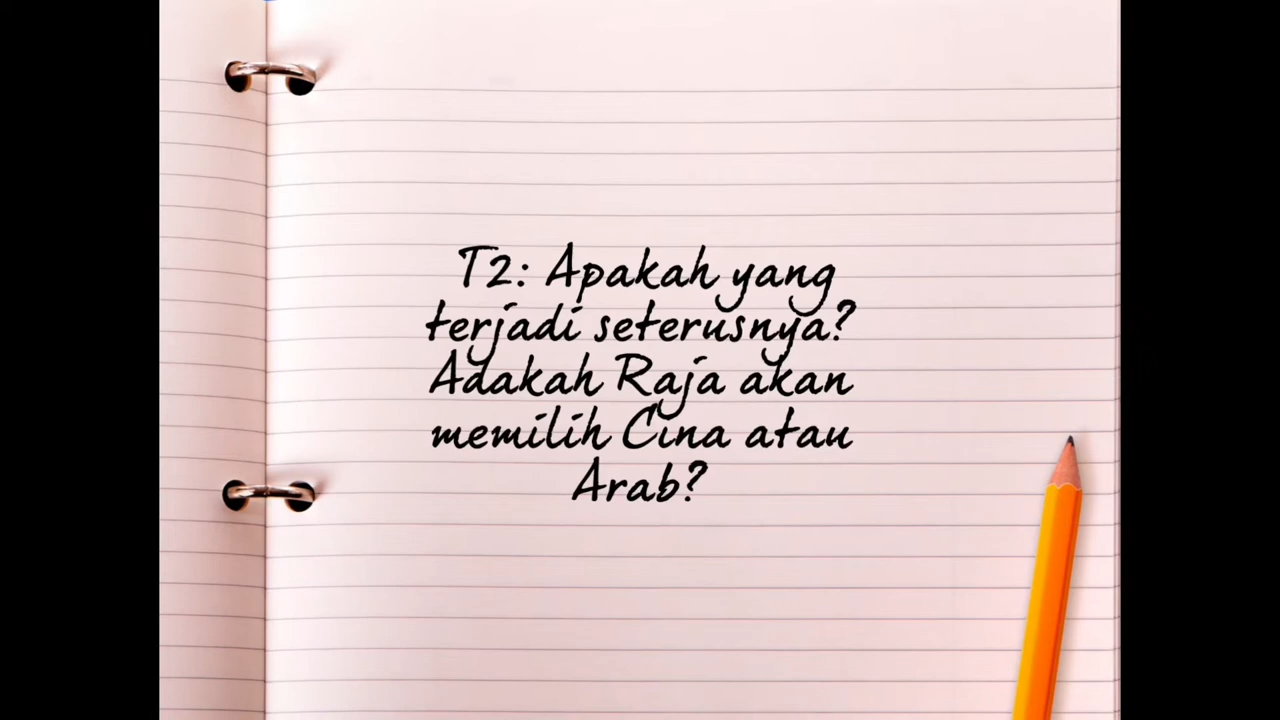 T2: Apakah yang
terjadi seterusnya?
Adakah Raja akan
memilih Cina atau
Arab?